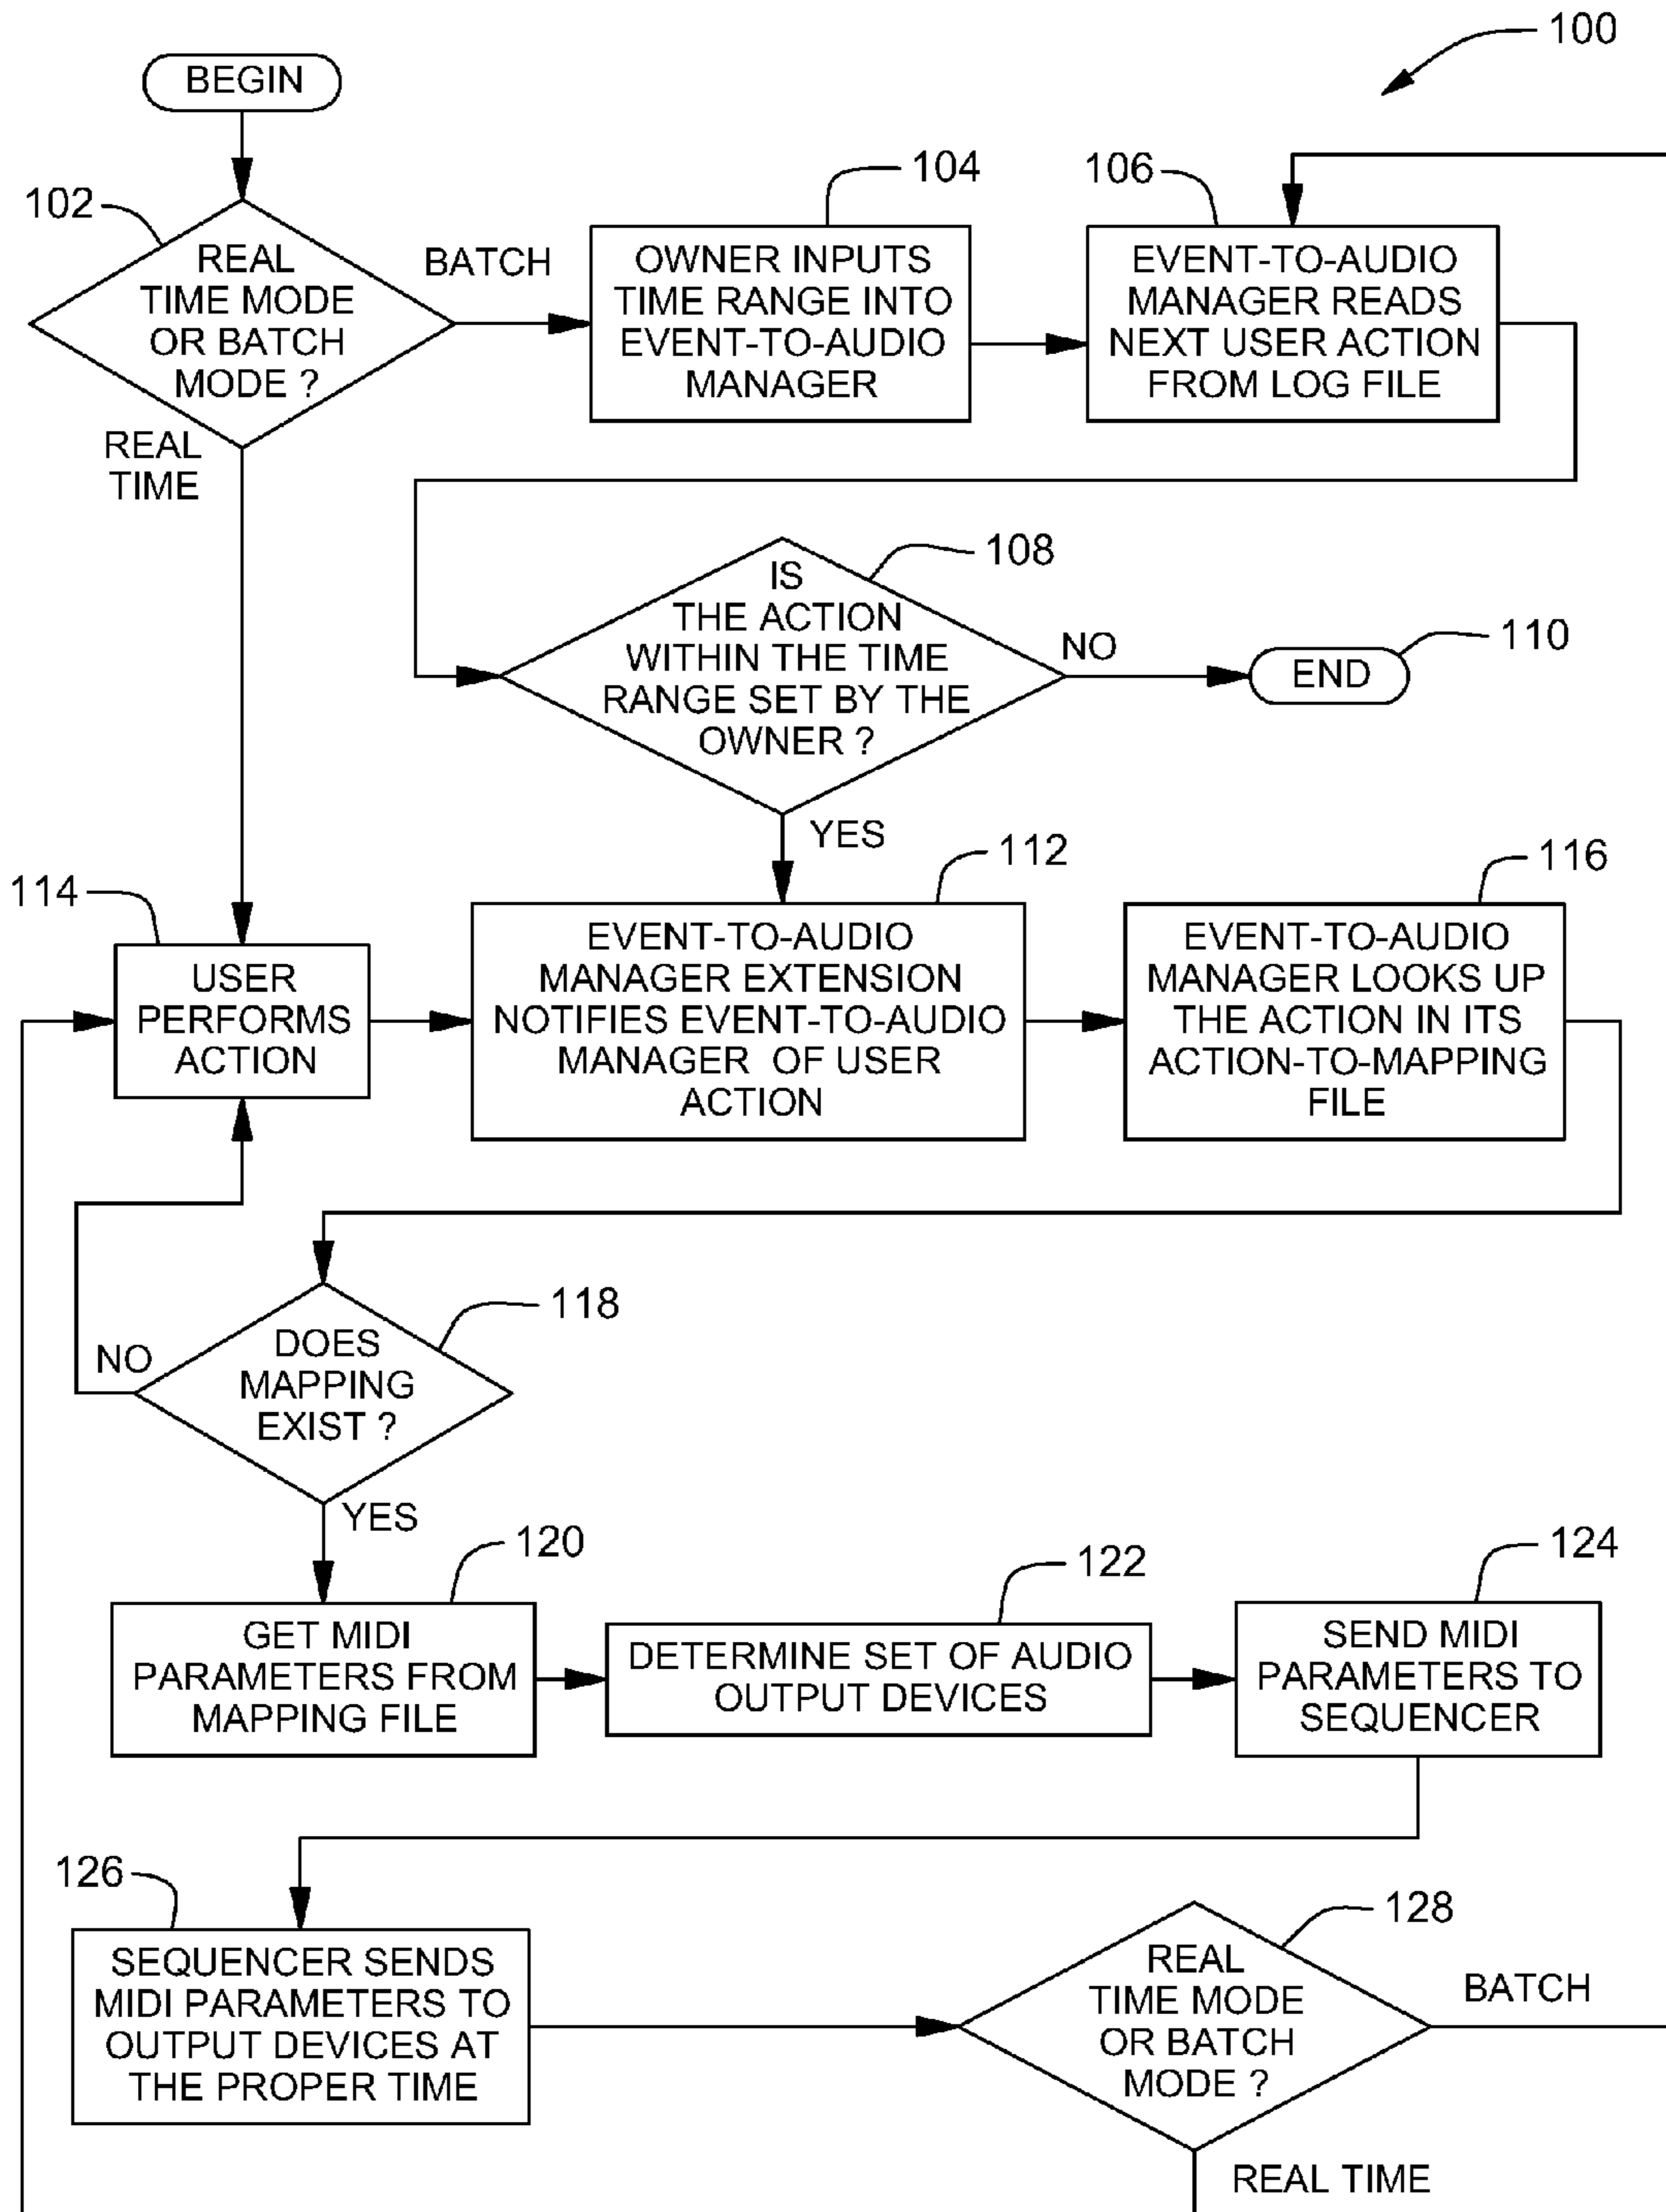 100
BEGIN
102
REAL
TIME MODE
OR BATCH
MODE ?
BATCH
REAL
TIME
104
OWNER INPUTS
TIME RANGE INTO
EVENT-TO-AUDIO
MANAGER
106
EVENT-TO-AUDIO
MANAGER READS
NEXT USER ACTION
FROM LOG FILE
108
IS
THE ACTION
WITHIN THE TIME
RANGE SET BY THE
OWNER ?
NO
110
END
YES
114
USER
PERFORMS
ACTION
112
EVENT-TO-AUDIO
MANAGER EXTENSION
NOTIFIES EVENT-TO-AUDIO
MANAGER OF USER
ACTION
116
EVENT-TO-AUDIO
MANAGER LOOKS UP
THE ACTION IN ITS
ACTION-TO-MAPPING
FILE
118
DOES
MAPPING
EXIST ?
NO
YES
120
GET MIDI
PARAMETERS FROM
MAPPING FILE
122
DETERMINE SET OF AUDIO
OUTPUT DEVICES
124
SEND MIDI
PARAMETERS TO
SEQUENCER
126
SEQUENCER SENDS
MIDI PARAMETERS TO
OUTPUT DEVICES AT
THE PROPER TIME
128
REAL
TIME MODE
OR BATCH
MODE ?
BATCH
REAL TIME